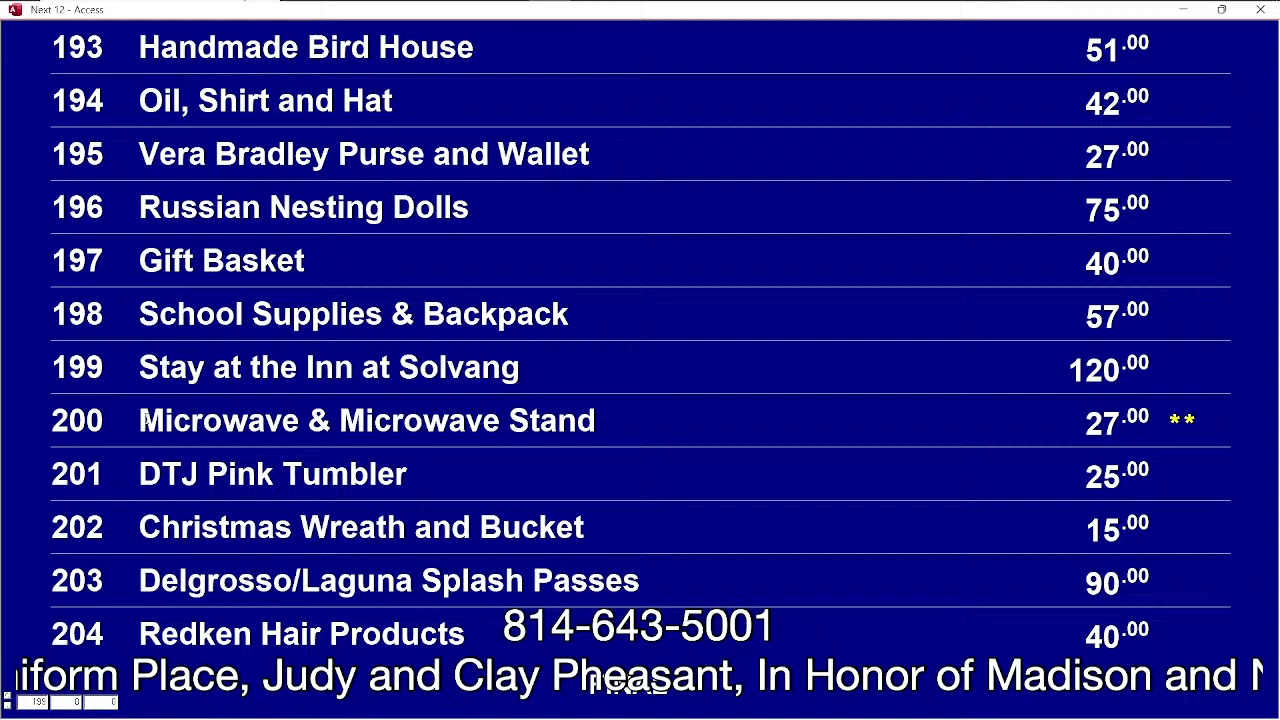 Next 12 - Access
193 Handmade Bird House 51.00
194 Oil, Shirt and Hat 42.00
195 Vera Bradley Purse and Wallet 27.00
196 Russian Nesting Dolls 75.00
197 Gift Basket 40.00
198 School Supplies & Backpack 57.00
199 Stay at the Inn at Solvang 120.00
200 Microwave & Microwave Stand 27.00 **
201 DTJ Pink Tumbler 25.00
202 Christmas Wreath and Bucket 15.00
203 Delgrosso/Laguna Splash Passes 90.00
204 Redken Hair Products 40.00
814-643-5001
iform Place, Judy and Clay Pheasant, In Honor of Madison and
199 0 0